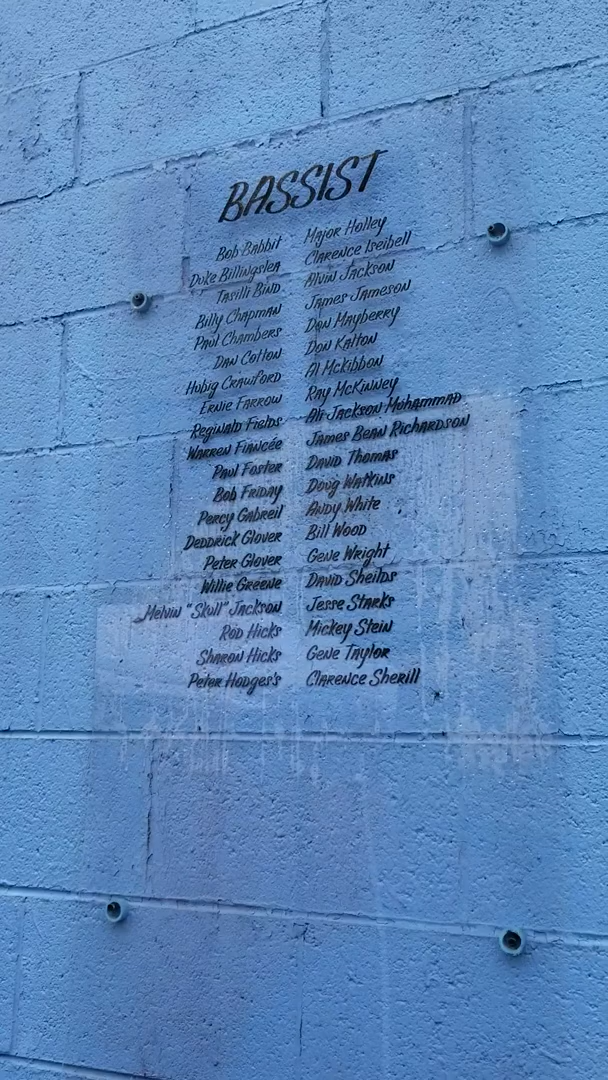 BASSIST
Bob Babbit
Duke Billingslea
Tasilli Bind
Billy Chapman
Paul Chambers
Dan Cotton
Hubig Crawford
Ernie Farrow
Reginald Fields
Warren Fiancée
Paul Foster
Bob Friday
Percy Gabreil
Deddrick Glover
Peter Glover
Willie Greene
Melvin "Skull" Jackson
Rod Hicks
Sharon Hicks
Peter Hodges's
Major Holley
Clarence Iseibell
Alvin Jackson
James Jameson
Don Mayberry
Don Kalton
Al McKibbon
Ray McKinney
Ali Jackson Muhammad
James Bean Richardson
David Thomas
Doug Watkins
Andy White
Bill Wood
Gene Wright
David Sheilds
Jesse Starks
Mickey Stein
Gene Taylor
Clarence Sherill